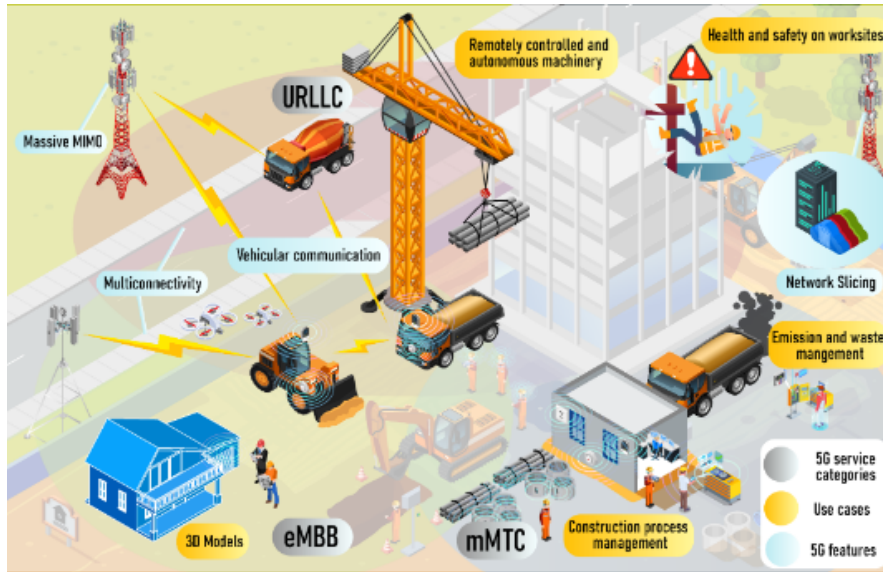 Remotely controlled and
autonomous machinery
Health and safety on worksites
URLLC
Massive MIMO
Vehicular communication
Multiconnectivity
Network Slicing
Emission and waste
mangement
3D Models
eMBB
mMTC
Construction process
management
5G service
categories
Use cases
5G features